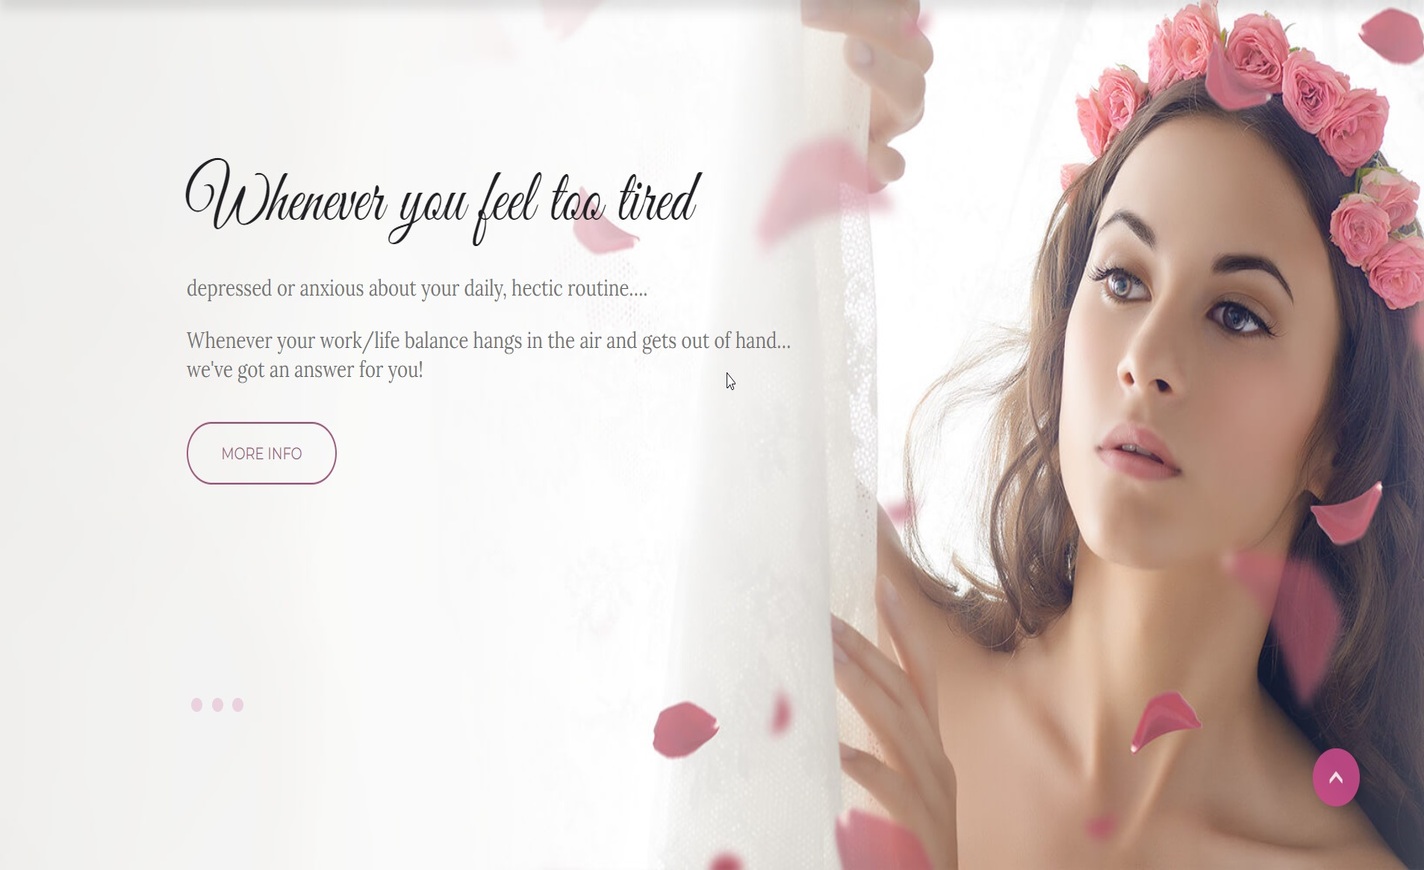 Whenever you feel too tired
depressed or anxious about your daily, hectic routine....
Whenever your work/life balance hangs in the air and gets out of hand...
we've got an answer for you!
MORE INFO